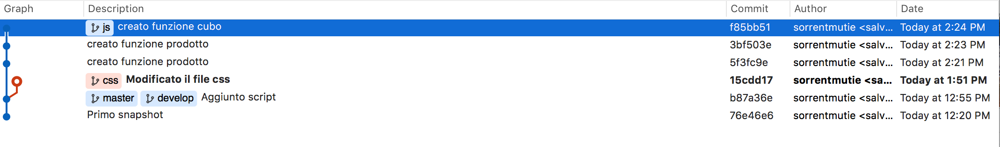 Graph Description Commit Author Date
js creato funzione cubo f85bb51 sorrentmutie <salv... Today at 2:24 PM
creato funzione prodotto 3bf503e sorrentmutie <salv... Today at 2:23 PM
creato funzione prodotto 5f3fc9e sorrentmutie <salv... Today at 2:21 PM
css Modificato il file css 15cdd17 sorrentmutie <sa... Today at 1:51 PM
master develop Aggiunto script b87a36e sorrentmutie <salv... Today at 12:55 PM
Primo snapshot 76e46e6 sorrentmutie <salv... Today at 12:20 PM